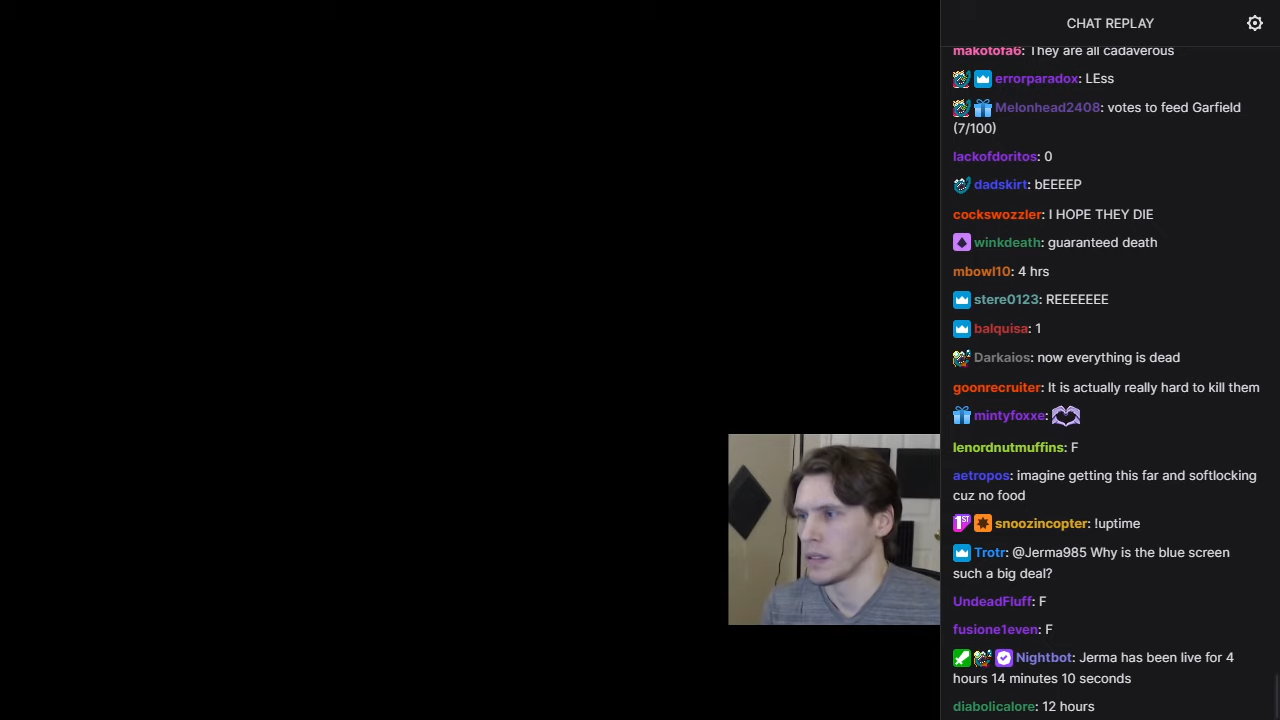 CHAT REPLAY
makotofa6: They are all cadaverous
errorparadox: LEss
Melonhead2408: votes to feed Garfield
(7/100)
lackofdoritos: 0
dadskirt: bEEEEP
cockswozzler: I HOPE THEY DIE
winkdeath: guaranteed death
mbowl10: 4 hrs
stere0123: REEEEEEE
balquisa: 1
Darkaios: now everything is dead
goonrecruiter: It is actually really hard to kill them
mintyfoxxe:
lenordnutmuffins: F
aetropos: imagine getting this far and softlocking
cuz no food
1ST snoozincopter: !uptime
Trotr: @Jerma985 Why is the blue screen
such a big deal?
UndeadFluff: F
fusione1even: F
Nightbot: Jerma has been live for 4
hours 14 minutes 10 seconds
diabolicalore: 12 hours